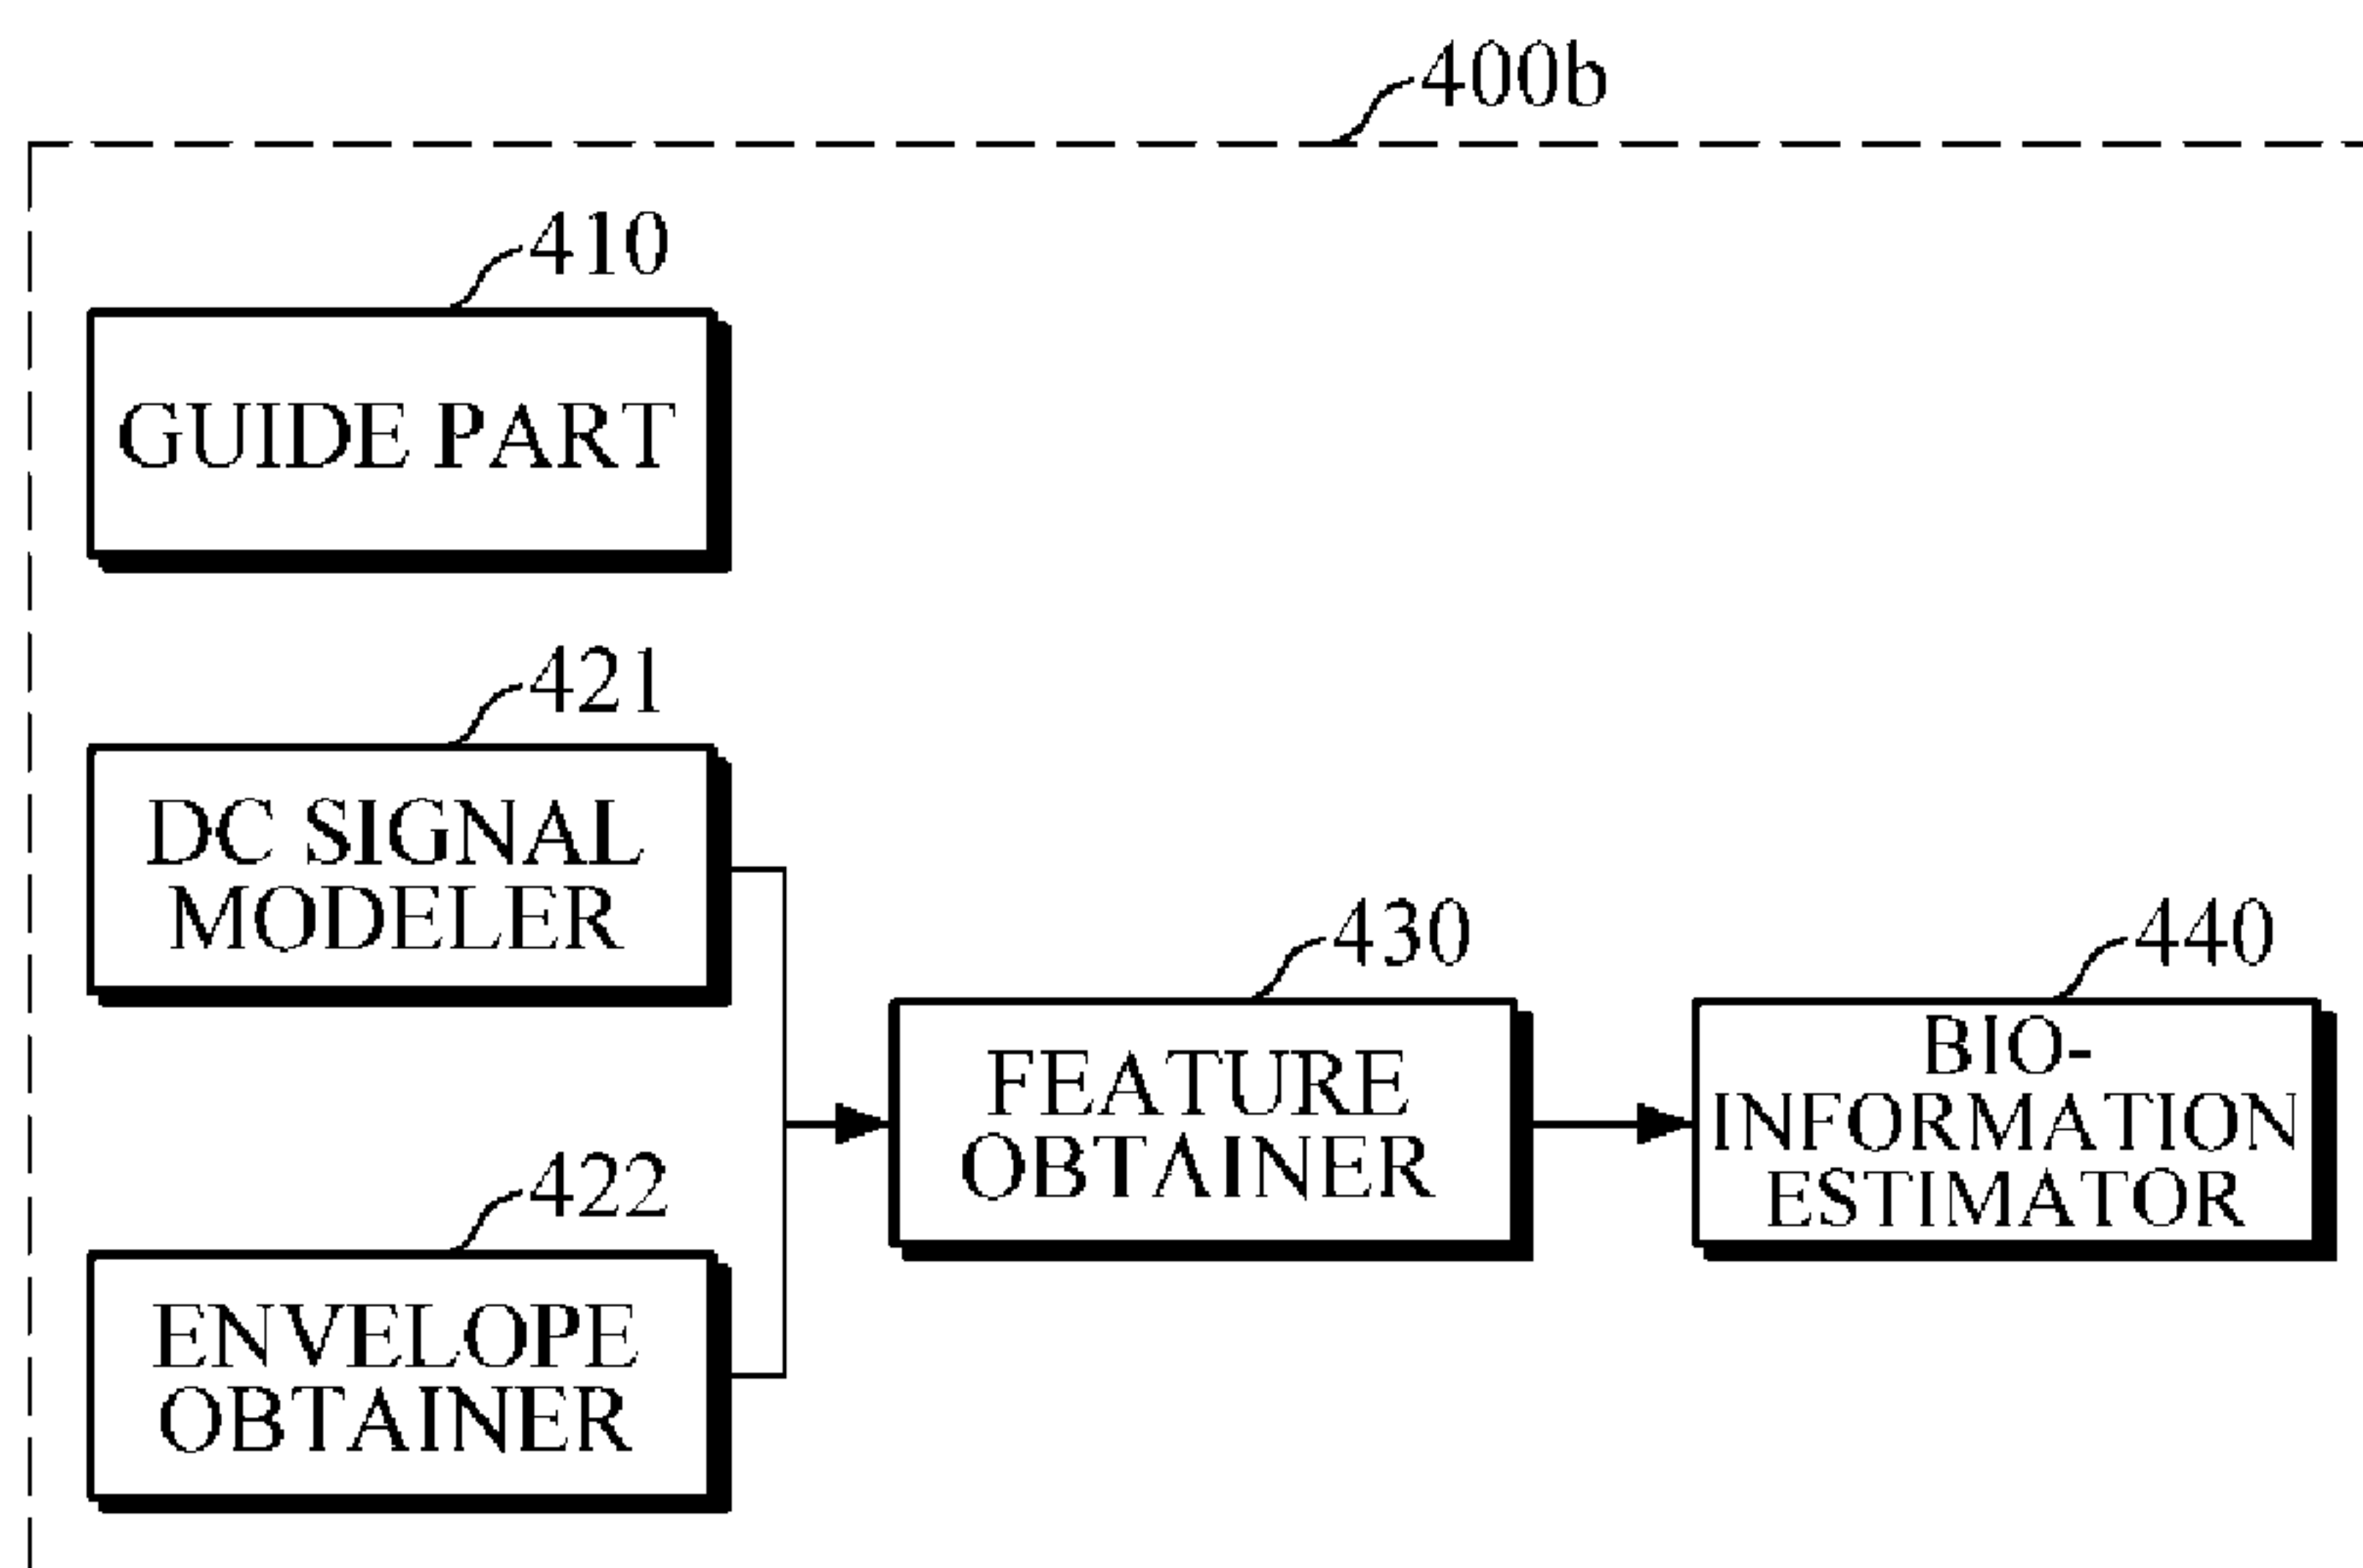 400b
410
GUIDE PART
421
DC SIGNAL
MODELER
422
ENVELOPE
OBTAINER
430
FEATURE
OBTAINER
440
BIO-
INFORMATION
ESTIMATOR